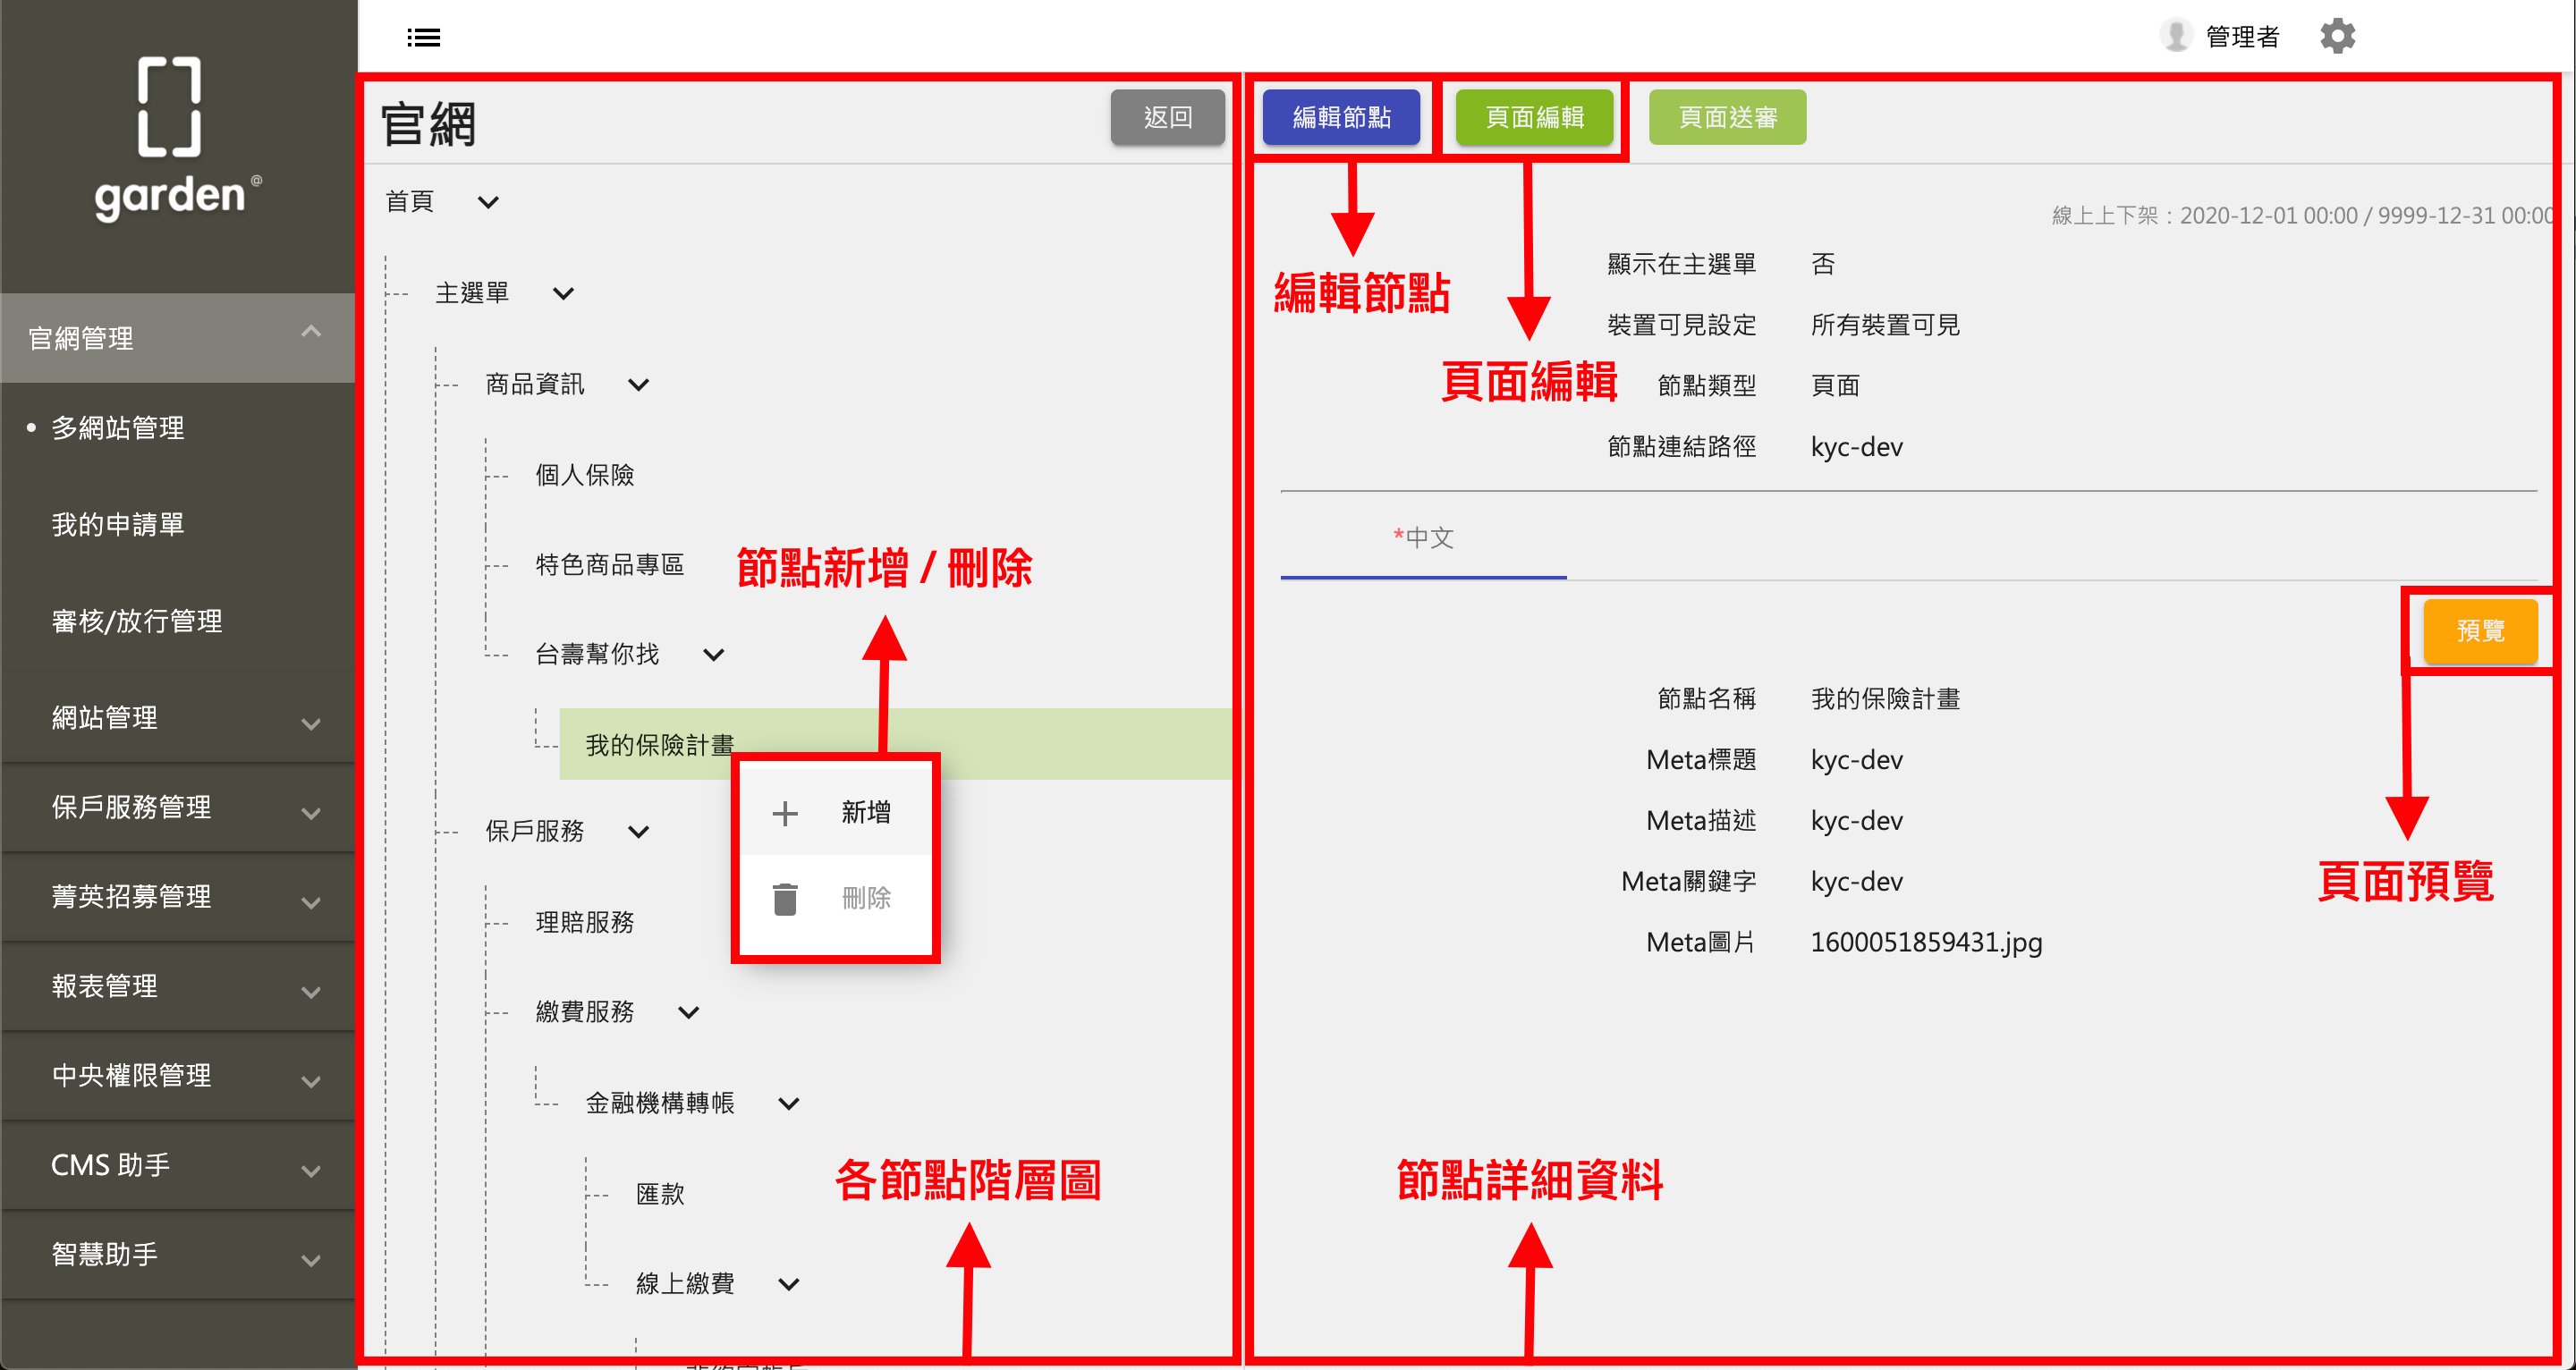 garden@
官網管理
多網站管理
我的申請單
審核/放行管理
網站管理
保戶服務管理
菁英招募管理
報表管理
中央權限管理
CMS 助手
智慧助手
管理者
官網
返回
首頁
主選單
商品資訊
個人保險
特色商品專區
台壽幫你找
我的保險計畫
新增
刪除
節點新增 / 刪除
保戶服務
理賠服務
繳費服務
金融機構轉帳
匯款
線上繳費
各節點階層圖
編輯節點
頁面編輯
頁面送審
編輯節點
頁面編輯
線上上下架：2020-12-01 00:00 / 9999-12-31 00:00
顯示在主選單 否
裝置可見設定 所有裝置可見
節點類型 頁面
節點連結路徑 kyc-dev
*中文
預覽
節點名稱 我的保險計畫
Meta標題 kyc-dev
Meta描述 kyc-dev
Meta關鍵字 kyc-dev
Meta圖片 1600051859431.jpg
頁面預覽
節點詳細資料